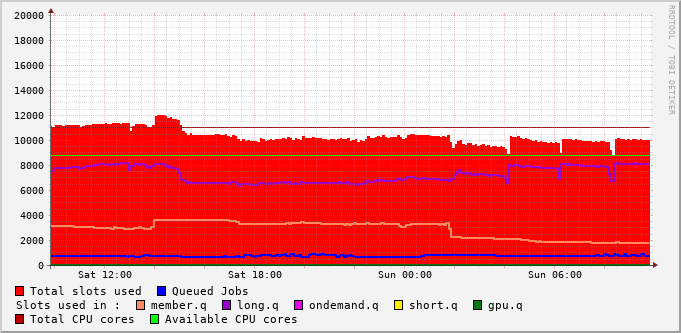 20000
18000
16000
14000
12000
10000
8000
6000
4000
2000
0
Sat 12:00 Sat 18:00 Sun 00:00 Sun 06:00
RRDTOOL / TOBI OETIKER
Total slots used Queued Jobs
Slots used in : member.q long.q ondemand.q short.q gpu.q
Total CPU cores Available CPU cores